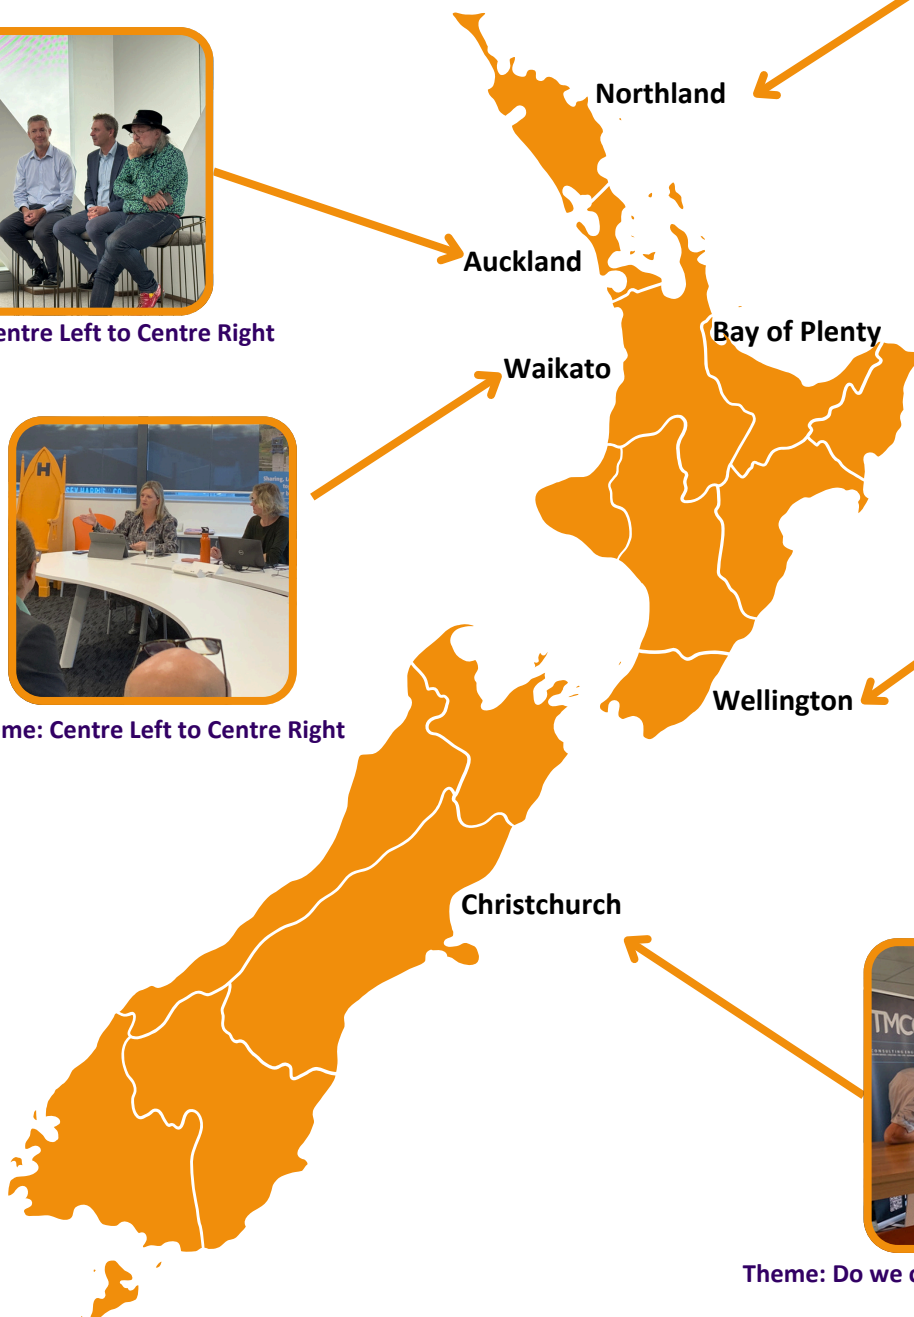 Northland
Auckland
entre Left to Centre Right
Bay of Plenty
Waikato
H
me: Centre Left to Centre Right
Wellington
Christchurch
TMC
Theme: Do we